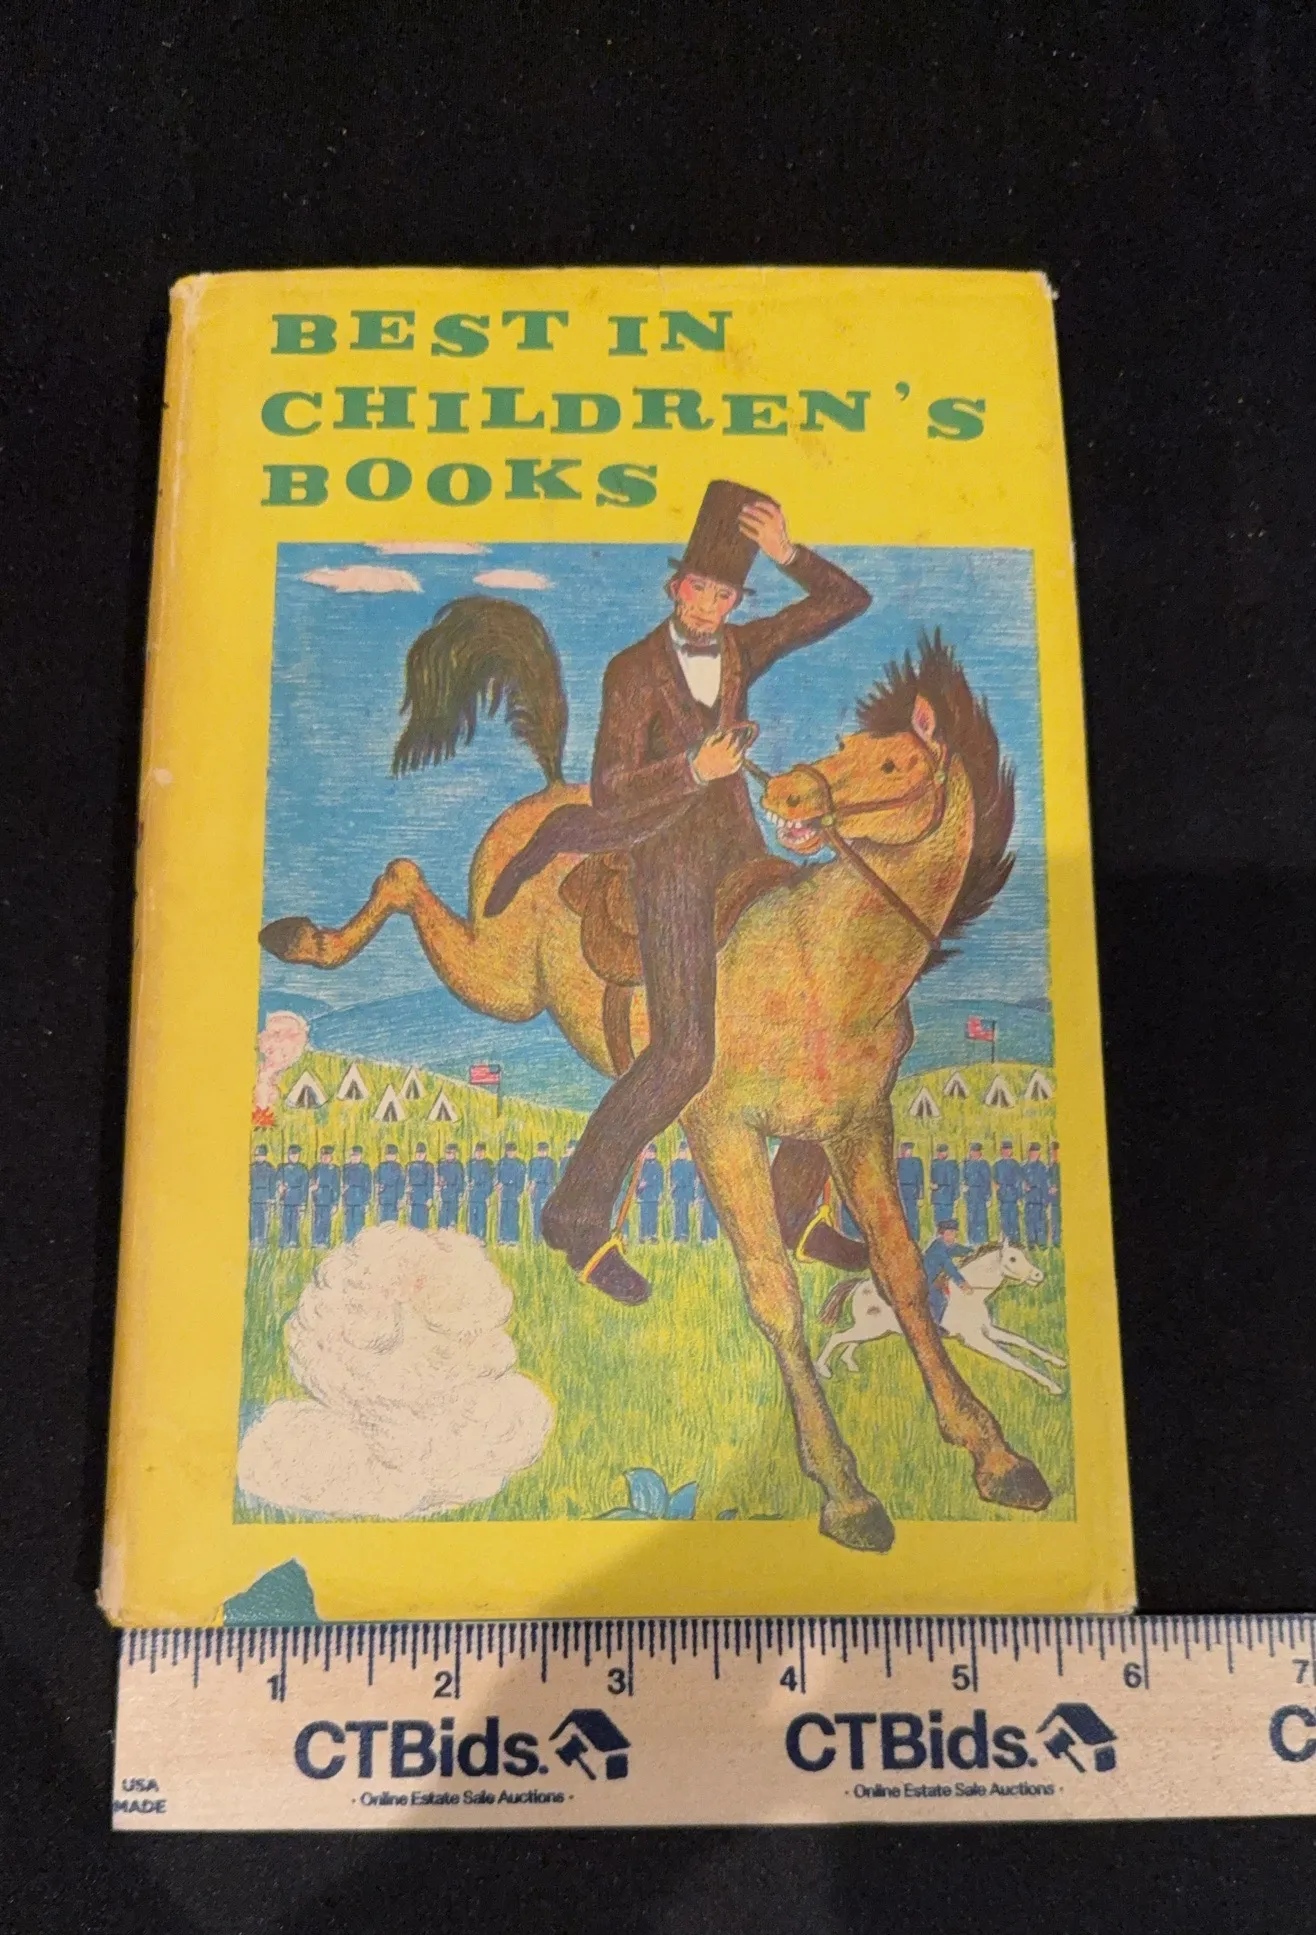 BEST IN
CHILDREN'S
BOOKS
1 2 3 4 5 6 7
CTBids. CTBids. C
· Online Estate Sale Auctions · · Online Estate Sale Auctions ·
USA
MADE